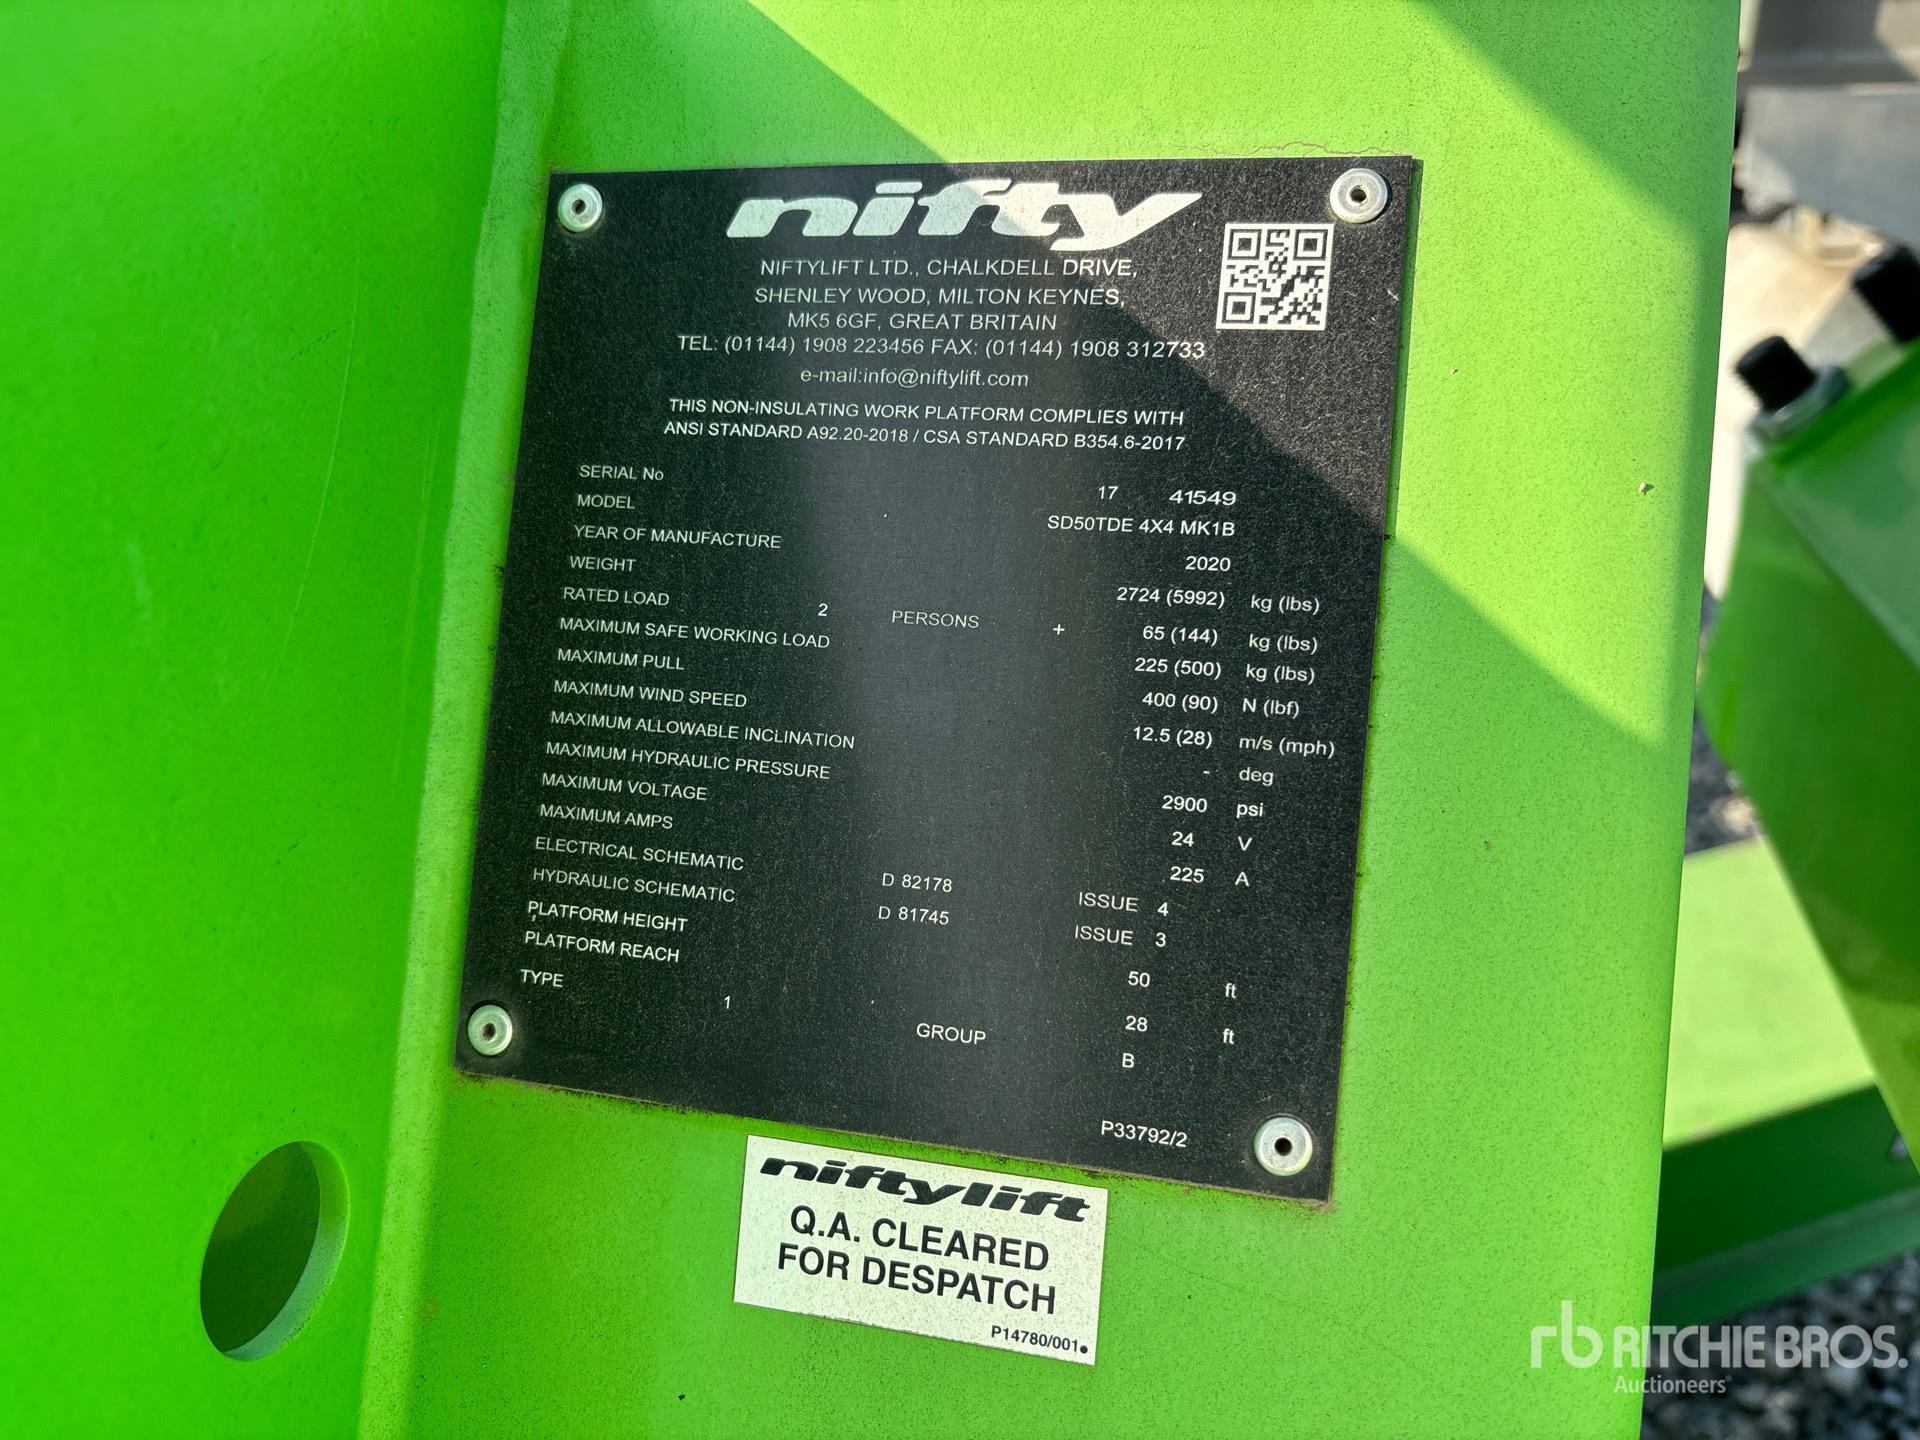 nifty
NIFTYLIFT LTD., CHALKDELL DRIVE,
SHENLEY WOOD, MILTON KEYNES,
MK5 6GF, GREAT BRITAIN
TEL: (01144) 1908 223456 FAX: (01144) 1908 312733
e-mail:info@niftylift.com
THIS NON-INSULATING WORK PLATFORM COMPLIES WITH
ANSI STANDARD A92.20-2018 / CSA STANDARD B354.6-2017
SERIAL No 17 41549
MODEL SD50TDE 4X4 MK1B
YEAR OF MANUFACTURE 2020
WEIGHT 2724 (5992) kg (lbs)
RATED LOAD 2 PERSONS + 65 (144) kg (lbs)
MAXIMUM SAFE WORKING LOAD 225 (500) kg (lbs)
MAXIMUM PULL 400 (90) N (lbf)
MAXIMUM WIND SPEED 12.5 (28) m/s (mph)
MAXIMUM ALLOWABLE INCLINATION - deg
MAXIMUM HYDRAULIC PRESSURE 2900 psi
MAXIMUM VOLTAGE 24 V
MAXIMUM AMPS 225 A
ELECTRICAL SCHEMATIC D 82178 ISSUE 4
HYDRAULIC SCHEMATIC D 81745 ISSUE 3
PLATFORM HEIGHT 50 ft
PLATFORM REACH 28 ft
TYPE 1 GROUP B
P33792/2
niftylift
Q.A. CLEARED
FOR DESPATCH
P14780/001
rb RITCHIE BROS.
Auctioneers